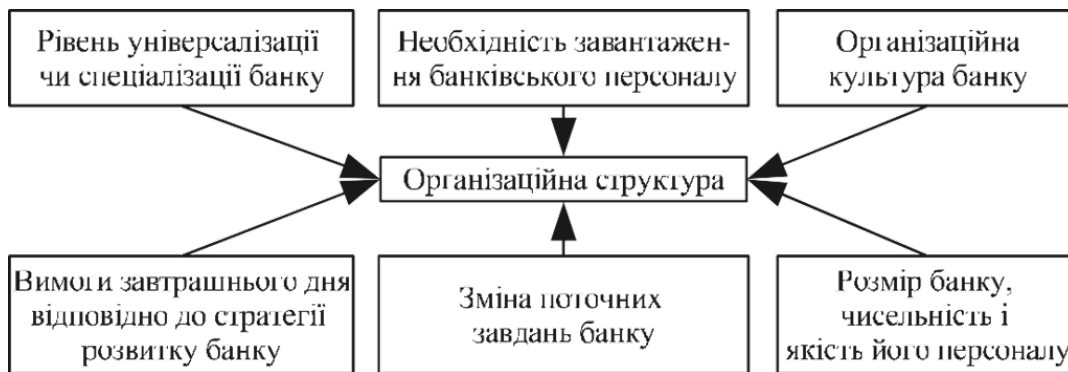 Рівень універсалізації
чи спеціалізації банку
Необхідність завантажен-
ня банківського персоналу
Організаційна
культура банку
Організаційна структура
Вимоги завтрашнього дня
відповідно до стратегії
розвитку банку
Зміна поточних
завдань банку
Розмір банку,
чисельність і
якість його персоналу